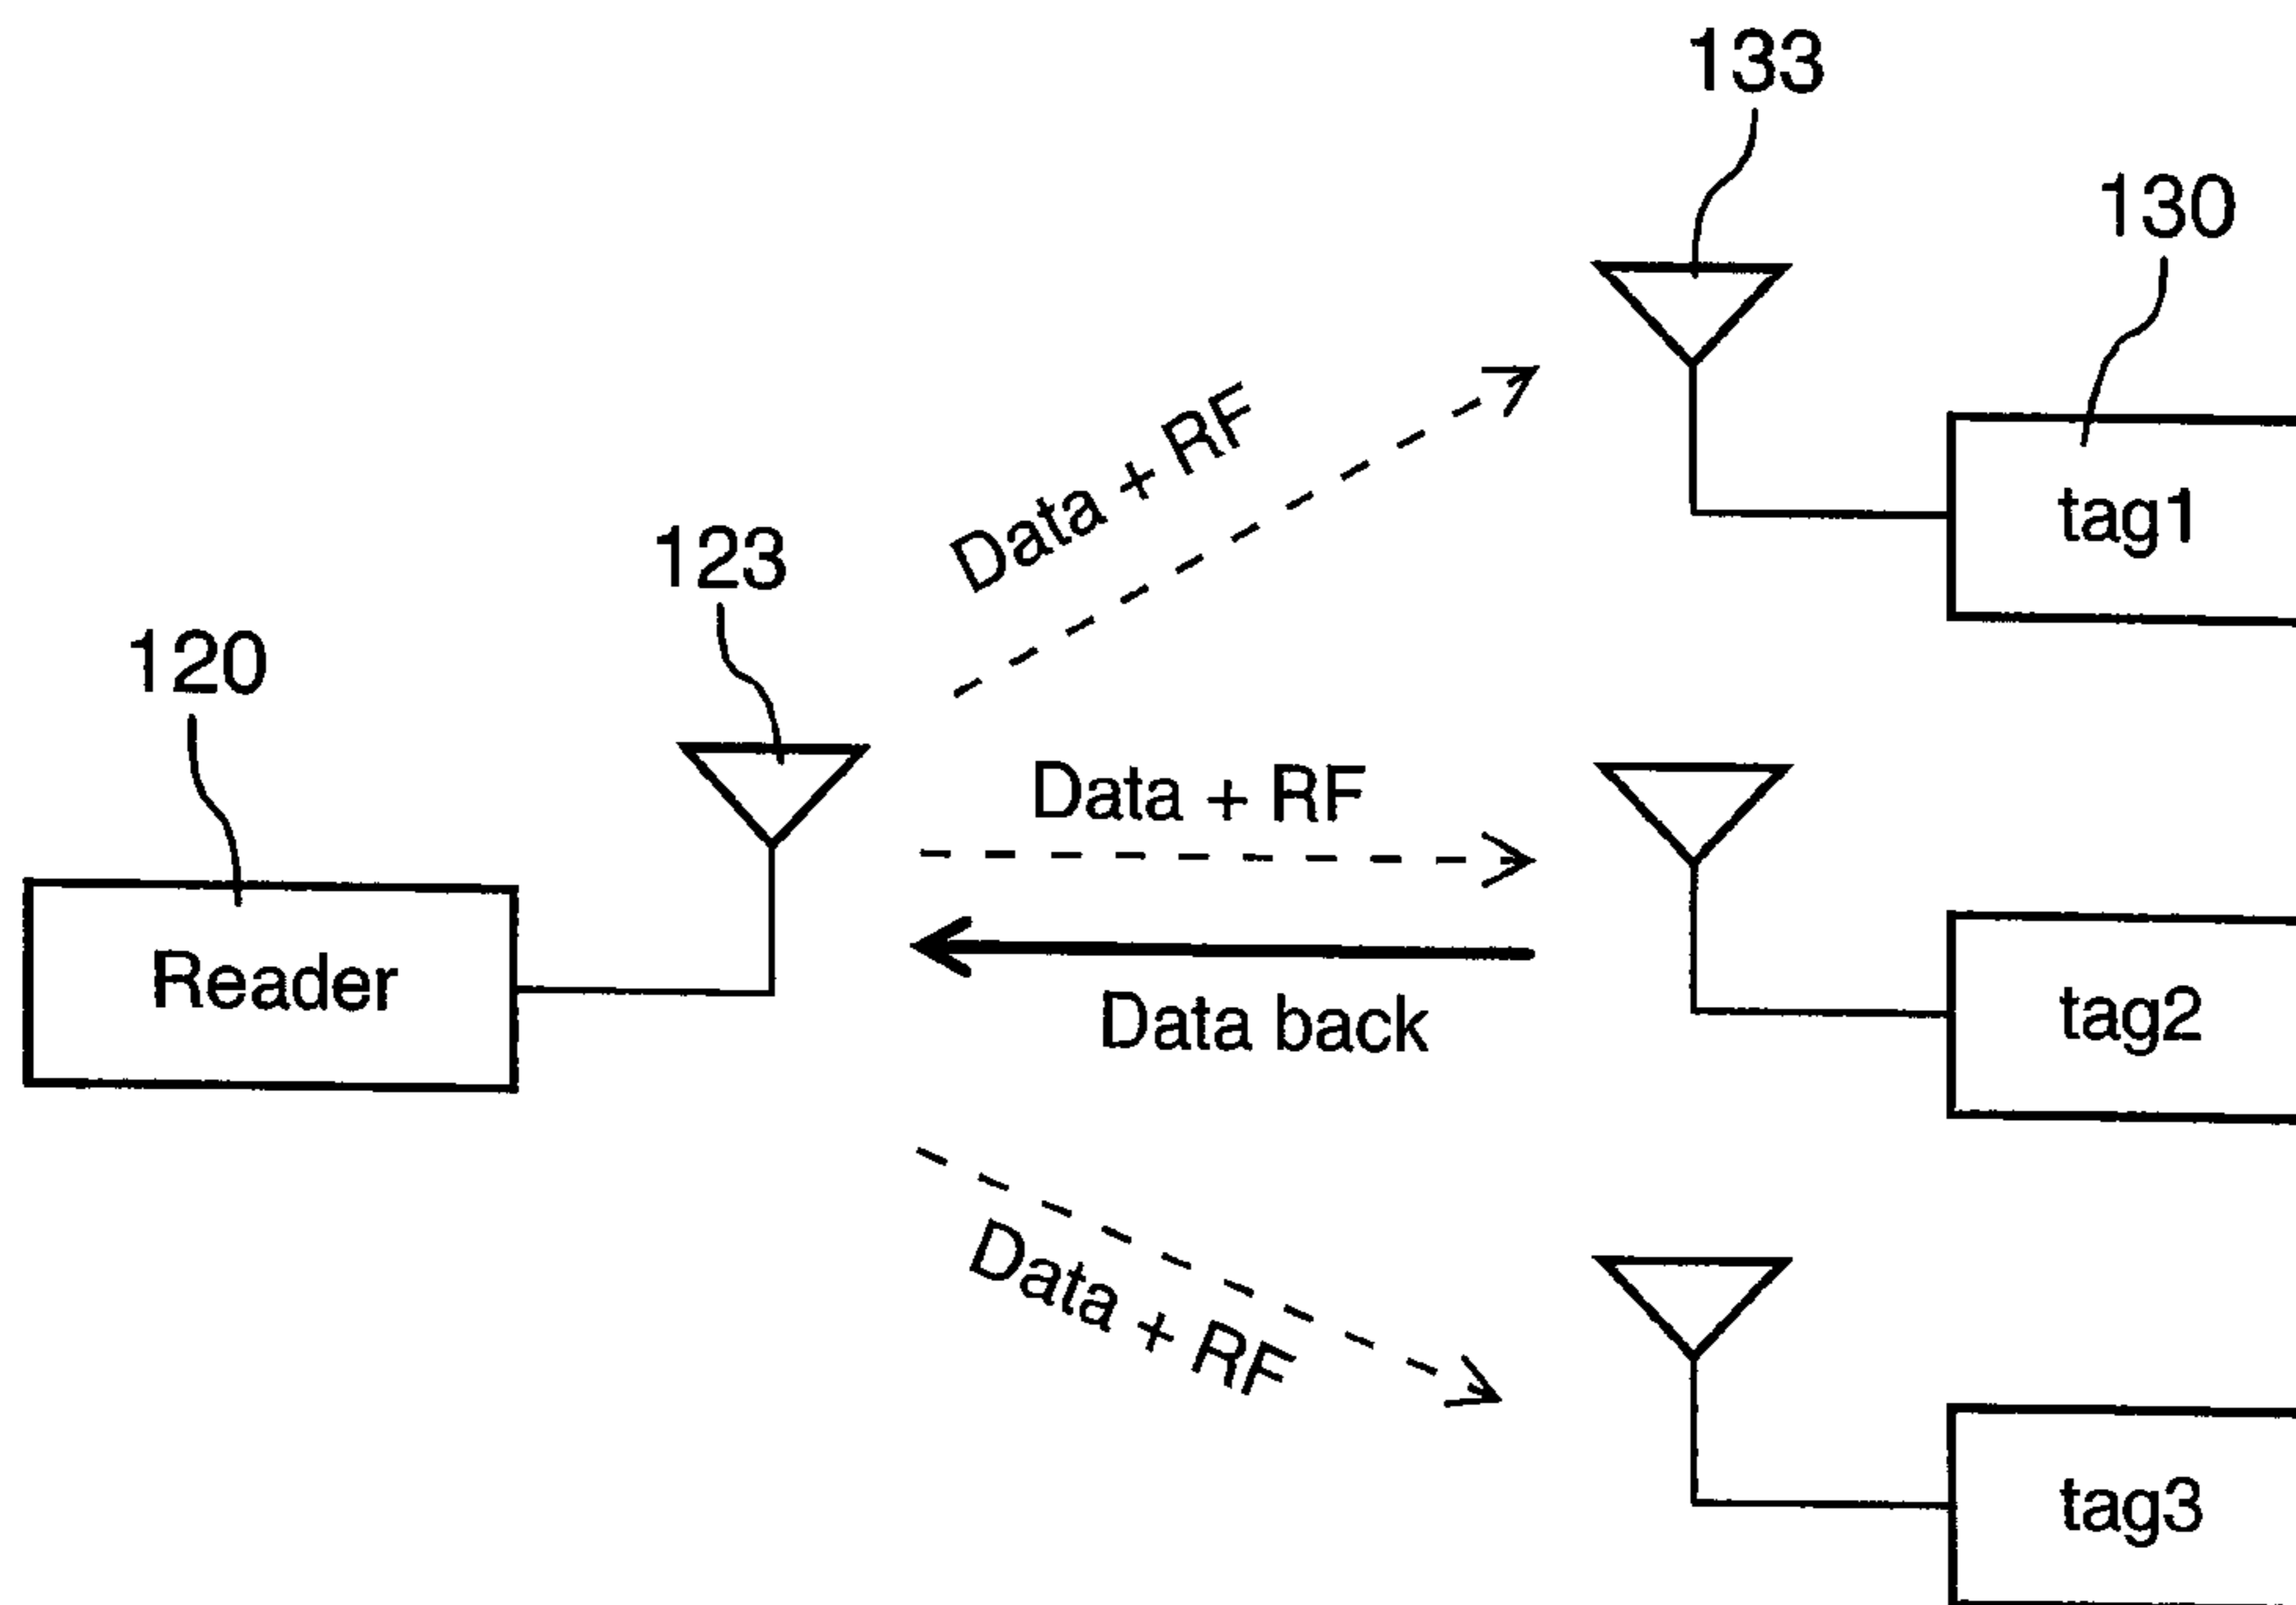 133
130
Data + RF
tag1
123
120
Data + RF
Reader
Data back
tag2
Data + RF
tag3